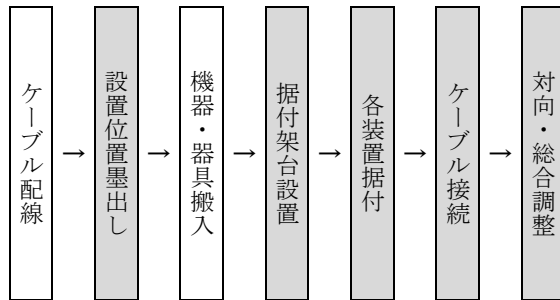 ケーブル配線
→
設置位置墨出し
→
機器・器具搬入
→
据付架台設置
→
各装置据付
→
ケーブル接続
→
対向・総合調整